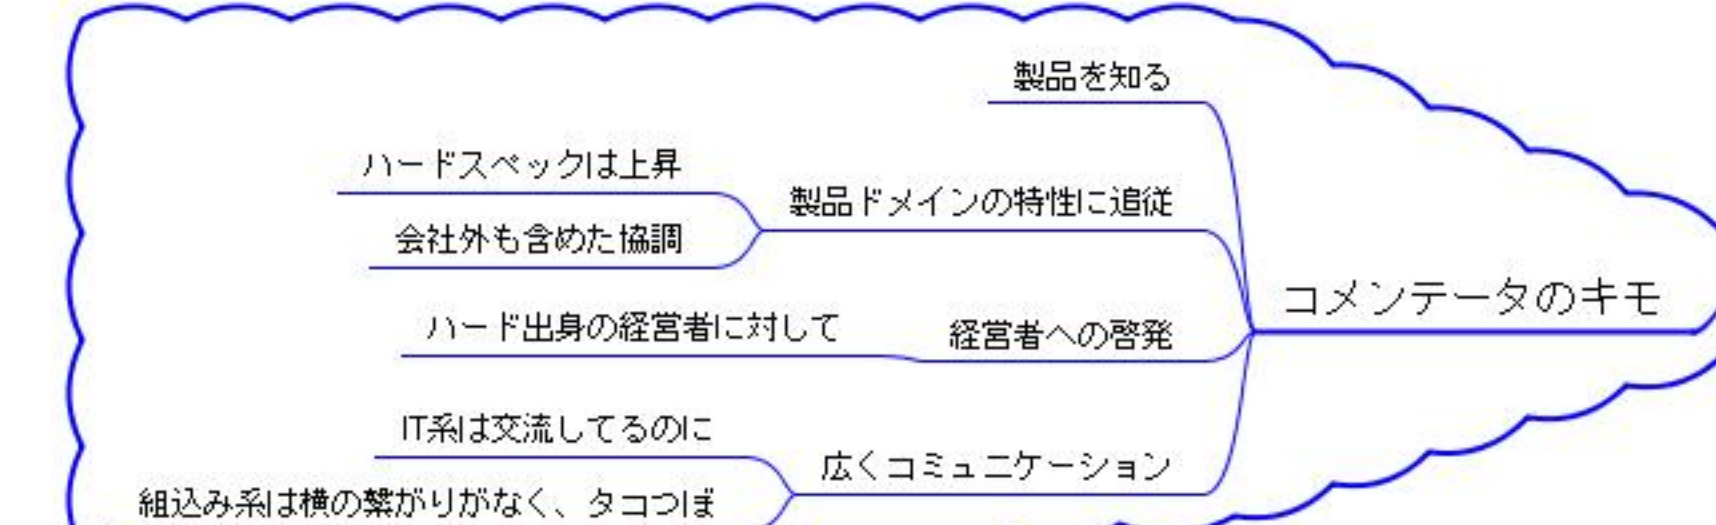 製品を知る
ハードスペックは上昇
製品ドメインの特性に追従
会社外も含めた協調
コメンテータのキモ
ハード出身の経営者に対して
経営者への啓発
IT系は交流してるのに
広くコミュニケーション
組込み系は横の繋がりがなく、タコつぼ